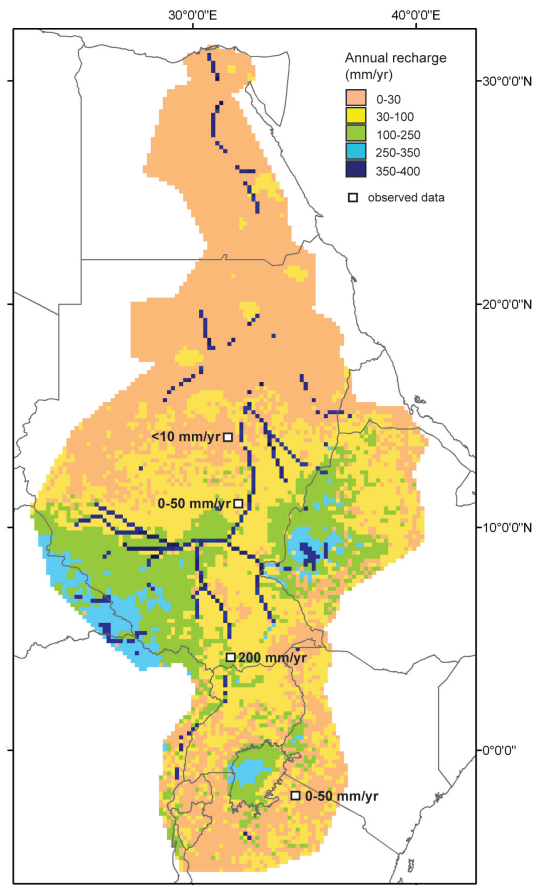 30°0'0"E 40°0'0"E
Annual recharge
(mm/yr)
0-30
30-100
100-250
250-350
350-400
observed data
30°0'0"N
20°0'0"N
<10 mm/yr
0-50 mm/yr
10°0'0"N
200 mm/yr
0°0'0"
0-50 mm/yr